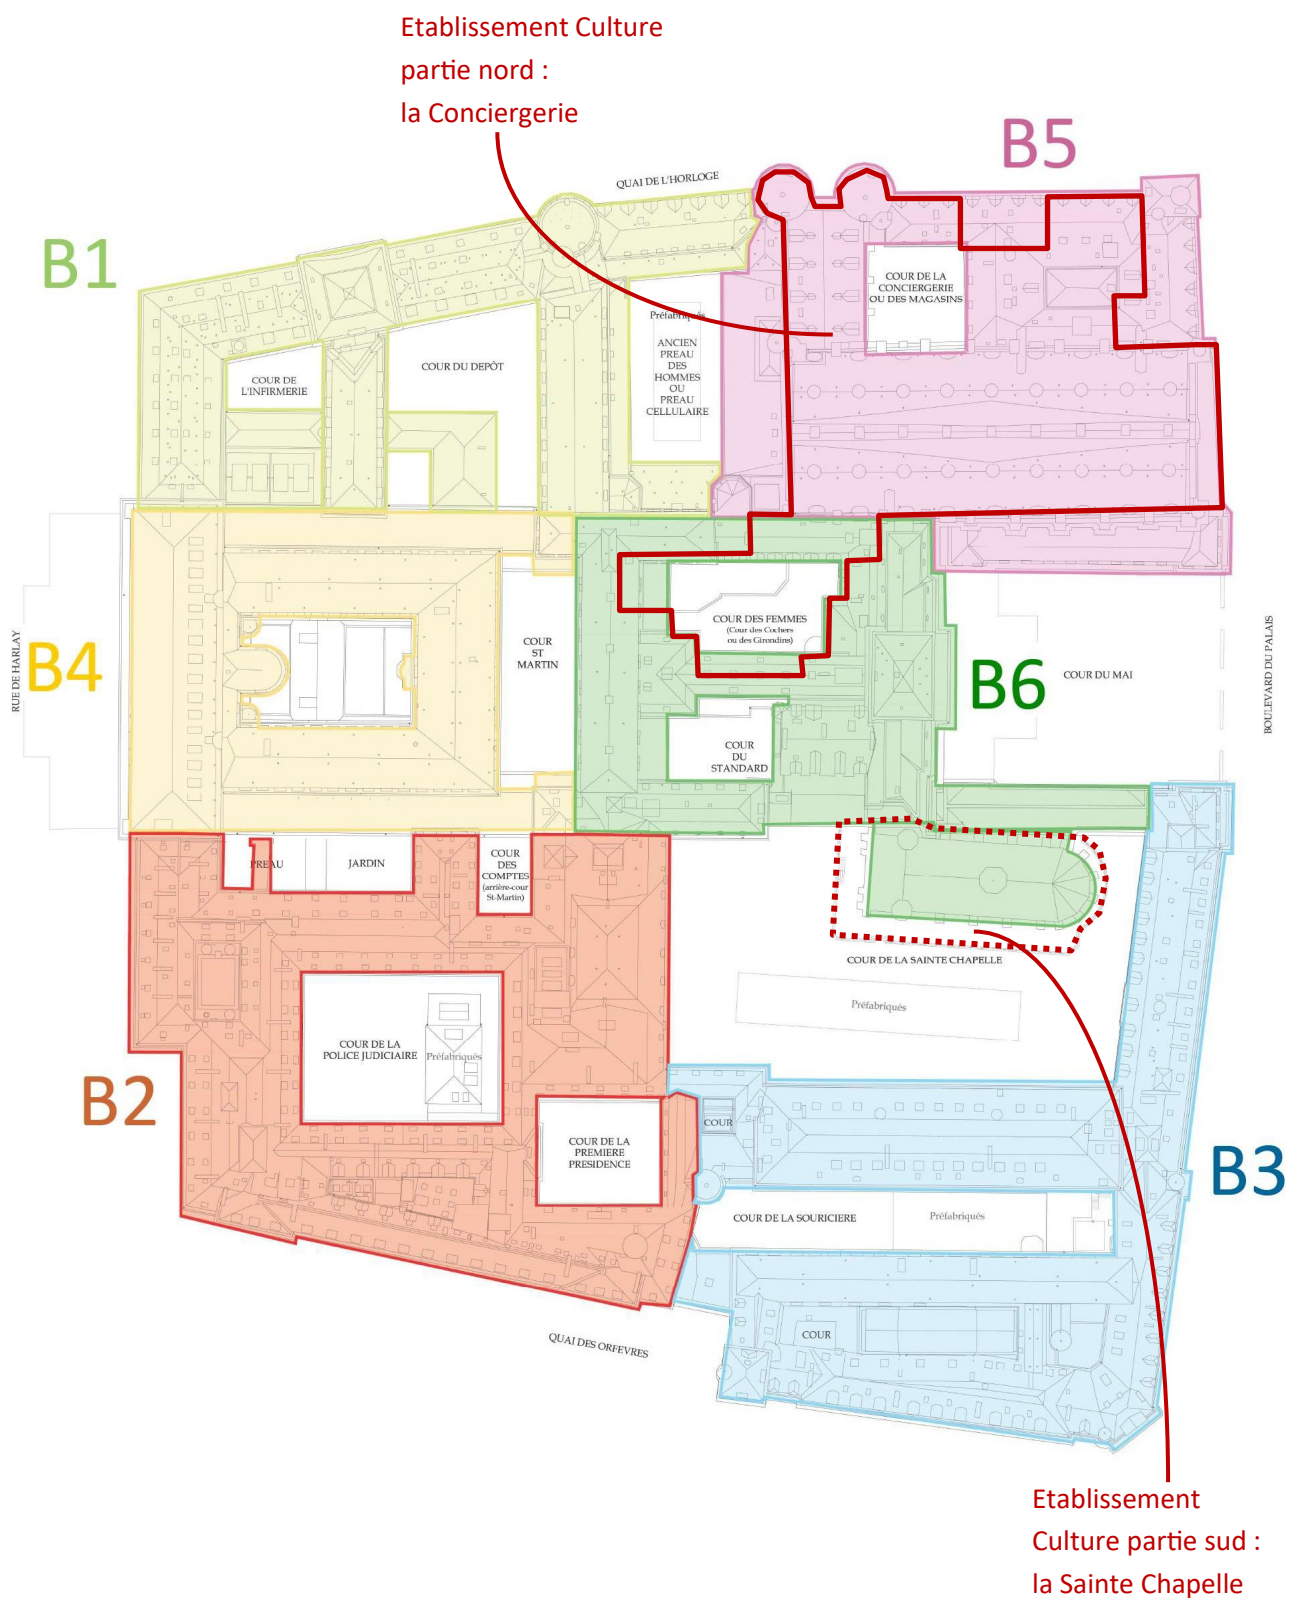 Etablissement Culture
partie nord :
la Conciergerie
B5
QUAI DE L'HORLOGE
B1
COUR DE LA
CONCIERGERIE
OU DES MAGASINS
Préfabriqués
ANCIEN
PREAU
DES
HOMMES
OU
PREAU
CELLULAIRE
COUR DU DEPÔT
COUR DE
L'INFIRMERIE
RUE DE HARLAY
B4
COUR
ST
MARTIN
COUR DES FEMMES
(Cour des Cochers
ou des Girondins)
B6
COUR DU MAI
BOULEVARD DU PALAIS
COUR
DU
STANDARD
PREAU
JARDIN
COUR
DES
COMPTES
(arrière-cour
St-Martin)
COUR DE LA SAINTE CHAPELLE
Préfabriqués
COUR DE LA
POLICE JUDICIAIRE
Préfabriqués
B2
COUR
COUR DE LA
PREMIERE
PRESIDENCE
B3
COUR DE LA SOURICIERE
Préfabriqués
COUR
QUAI DES ORFEVRES
Etablissement
Culture partie sud :
la Sainte Chapelle